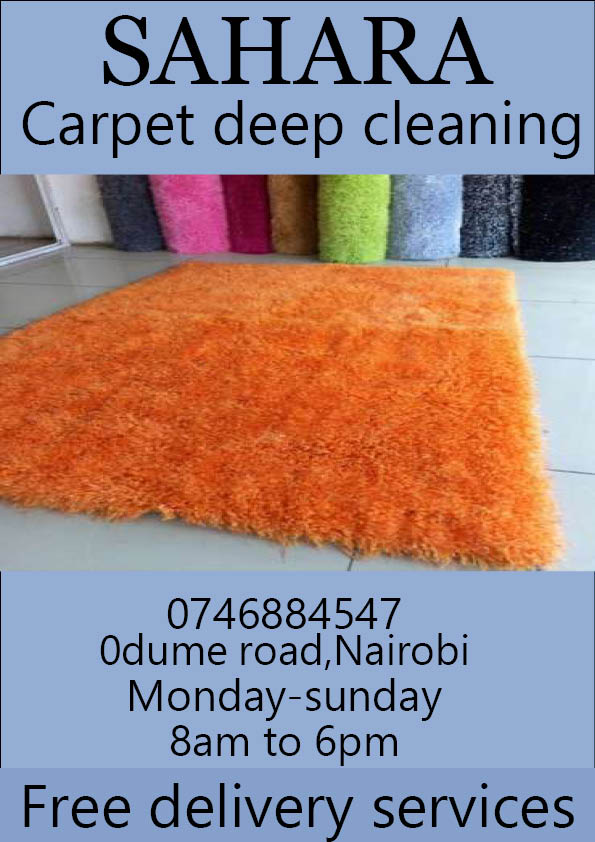 SAHARA
Carpet deep cleaning
0746884547
0dume road,Nairobi
Monday-sunday
8am to 6pm
Free delivery services